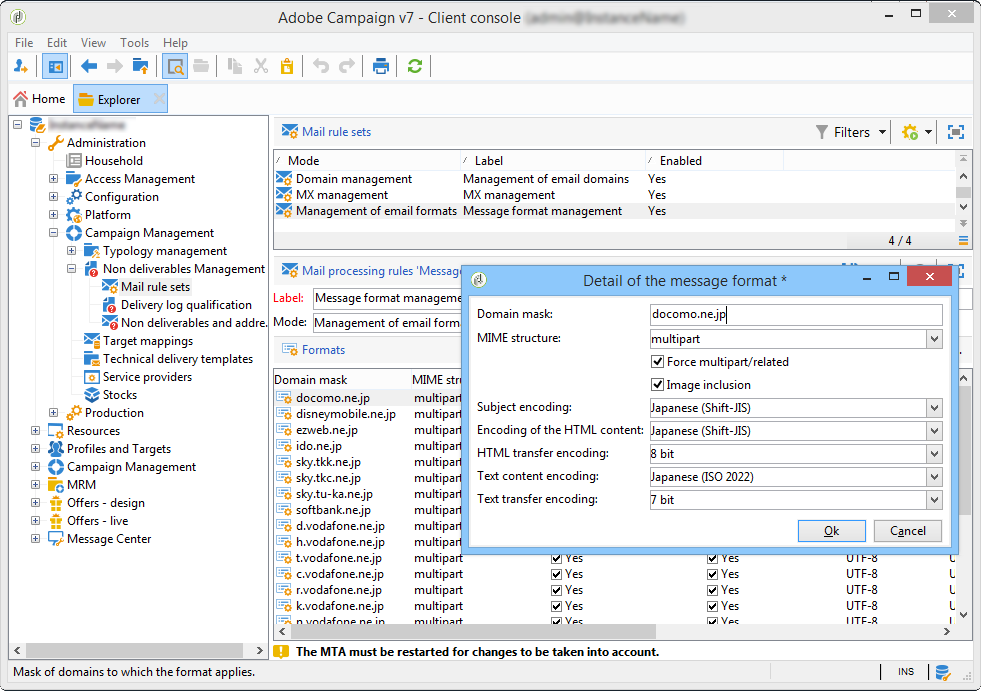 Adobe Campaign v7 - Client console
File Edit View Tools Help
Home Explorer
Administration
Household
Access Management
Configuration
Platform
Campaign Management
Typology management
Non deliverables Management
Mail rule sets
Delivery log qualification
Non deliverables and addre.
Target mappings
Technical delivery templates
Service providers
Stocks
Production
Resources
Profiles and Targets
Campaign Management
MRM
Offers - design
Offers - live
Message Center
Mail rule sets Filters
Mode Label Enabled
Domain management Management of email domains Yes
MX management MX management Yes
Management of email formats Message format management Yes
4 / 4
Mail processing rules 'Message
Label: Message format manageme
Mode: Management of email form
Formats
Domain mask MIME stru
docomo.ne.jp multipart
disneymobile.ne.jp multipart
ezweb.ne.jp multipart
ido.ne.jp multipart
sky.tkk.ne.jp multipart
sky.tkc.ne.jp multipart
sky.tu-ka.ne.jp multipart
softbank.ne.jp multipart
d.vodafone.ne.jp multipart
h.vodafone.ne.jp multipart
t.vodafone.ne.jp multipart Yes Yes UTF-8 U
c.vodafone.ne.jp multipart Yes Yes UTF-8 U
r.vodafone.ne.jp multipart Yes Yes UTF-8 U
k.vodafone.ne.jp multipart Yes Yes UTF-8 U
n.vodafone.ne.jp multipart Yes Yes UTF-8 U
Detail of the message format *
Domain mask: docomo.ne.jp
MIME structure: multipart
Force multipart/related
Image inclusion
Subject encoding: Japanese (Shift-JIS)
Encoding of the HTML content: Japanese (Shift-JIS)
HTML transfer encoding: 8 bit
Text content encoding: Japanese (ISO 2022)
Text transfer encoding: 7 bit
Ok Cancel
The MTA must be restarted for changes to be taken into account.
Mask of domains to which the format applies. INS